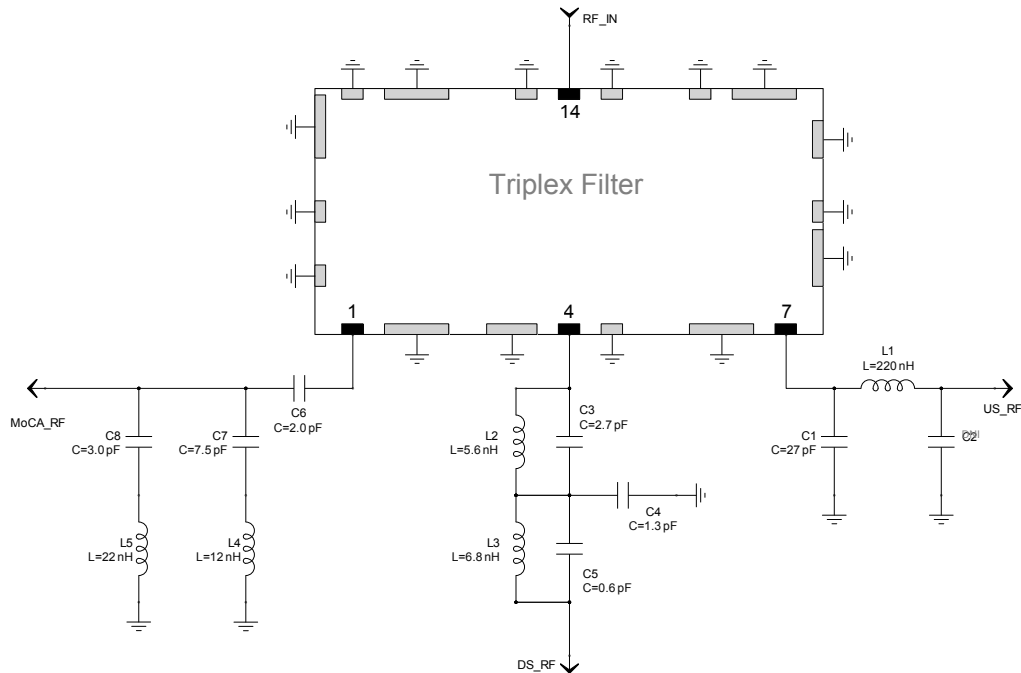 RF_IN
14
Triplex Filter
1
4
7
L1
L=220 nH
MoCA_RF
C6
C=2.0 pF
US_RF
C8
C=3.0 pF
C7
C=7.5 pF
L2
L=5.6 nH
C3
C=2.7 pF
C1
C=27 pF
C2
C4
C=1.3 pF
L5
L=22 nH
L4
L=12 nH
L3
L=6.8 nH
C5
C=0.6 pF
DS_RF